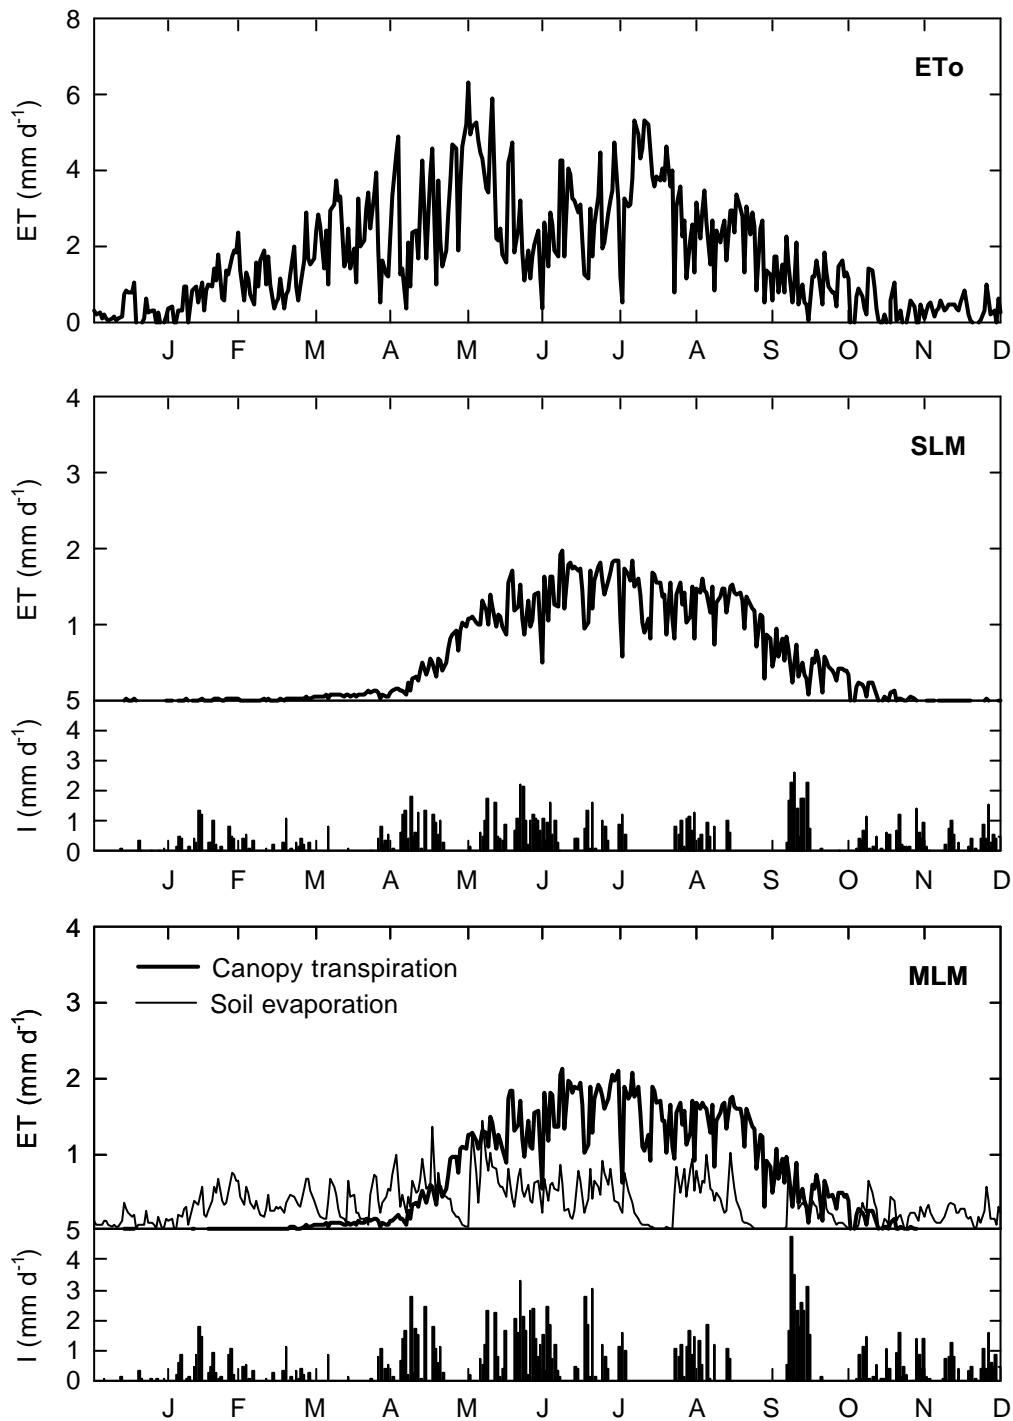 8
6
4
2
0
ET (mm d-1)
ETo
J F M A M J J A S O N D
4
3
2
1
5
ET (mm d-1)
SLM
4
3
2
1
0
I (mm d-1)
J F M A M J J A S O N D
4
3
2
1
5
ET (mm d-1)
Canopy transpiration
Soil evaporation
MLM
4
3
2
1
0
I (mm d-1)
J F M A M J J A S O N D